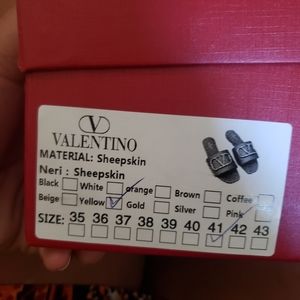 V
VALENTINO
MATERIAL: Sheepskin
Neri : Sheepskin
Black White orange Brown Coffee
Beige Yellow Gold Silver Pink
SIZE: 35 36 37 38 39 40 41 42 43